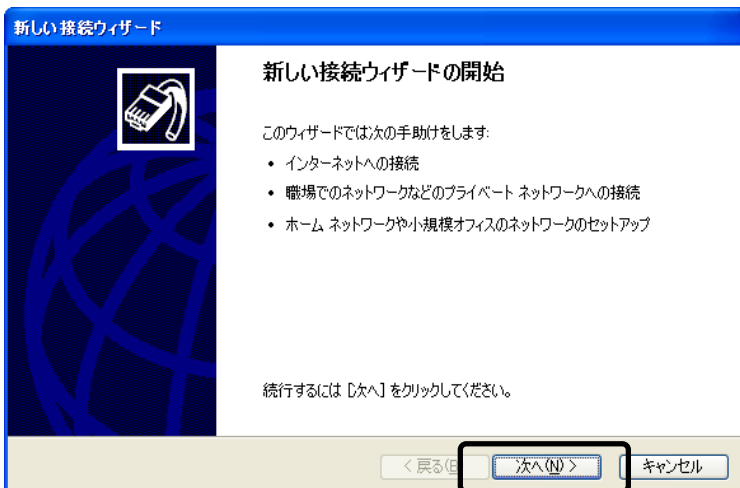 新しい接続ウィザード
新しい接続ウィザードの開始
このウィザードでは次の手助けをします:
• インターネットへの接続
• 職場でのネットワークなどのプライベート ネットワークへの接続
• ホーム ネットワークや小規模オフィスのネットワークのセットアップ
続行するには [次へ] をクリックしてください。
< 戻る(B 次へ(N) > キャンセル